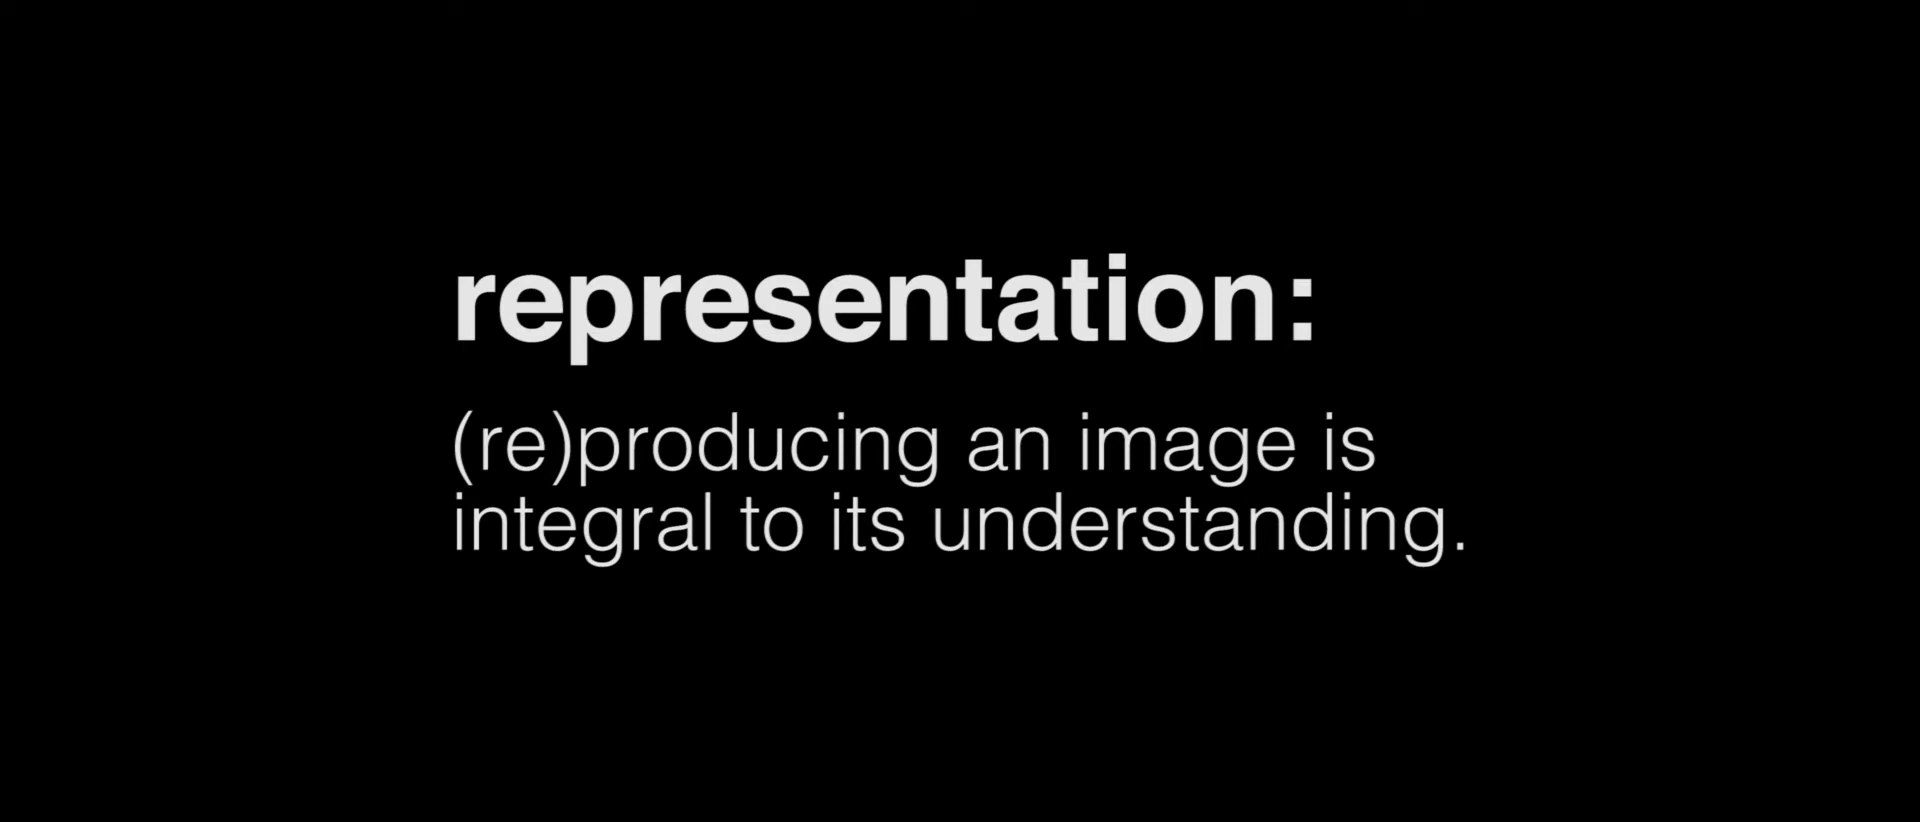 representation:
(re)producing an image is
integral to its understanding.